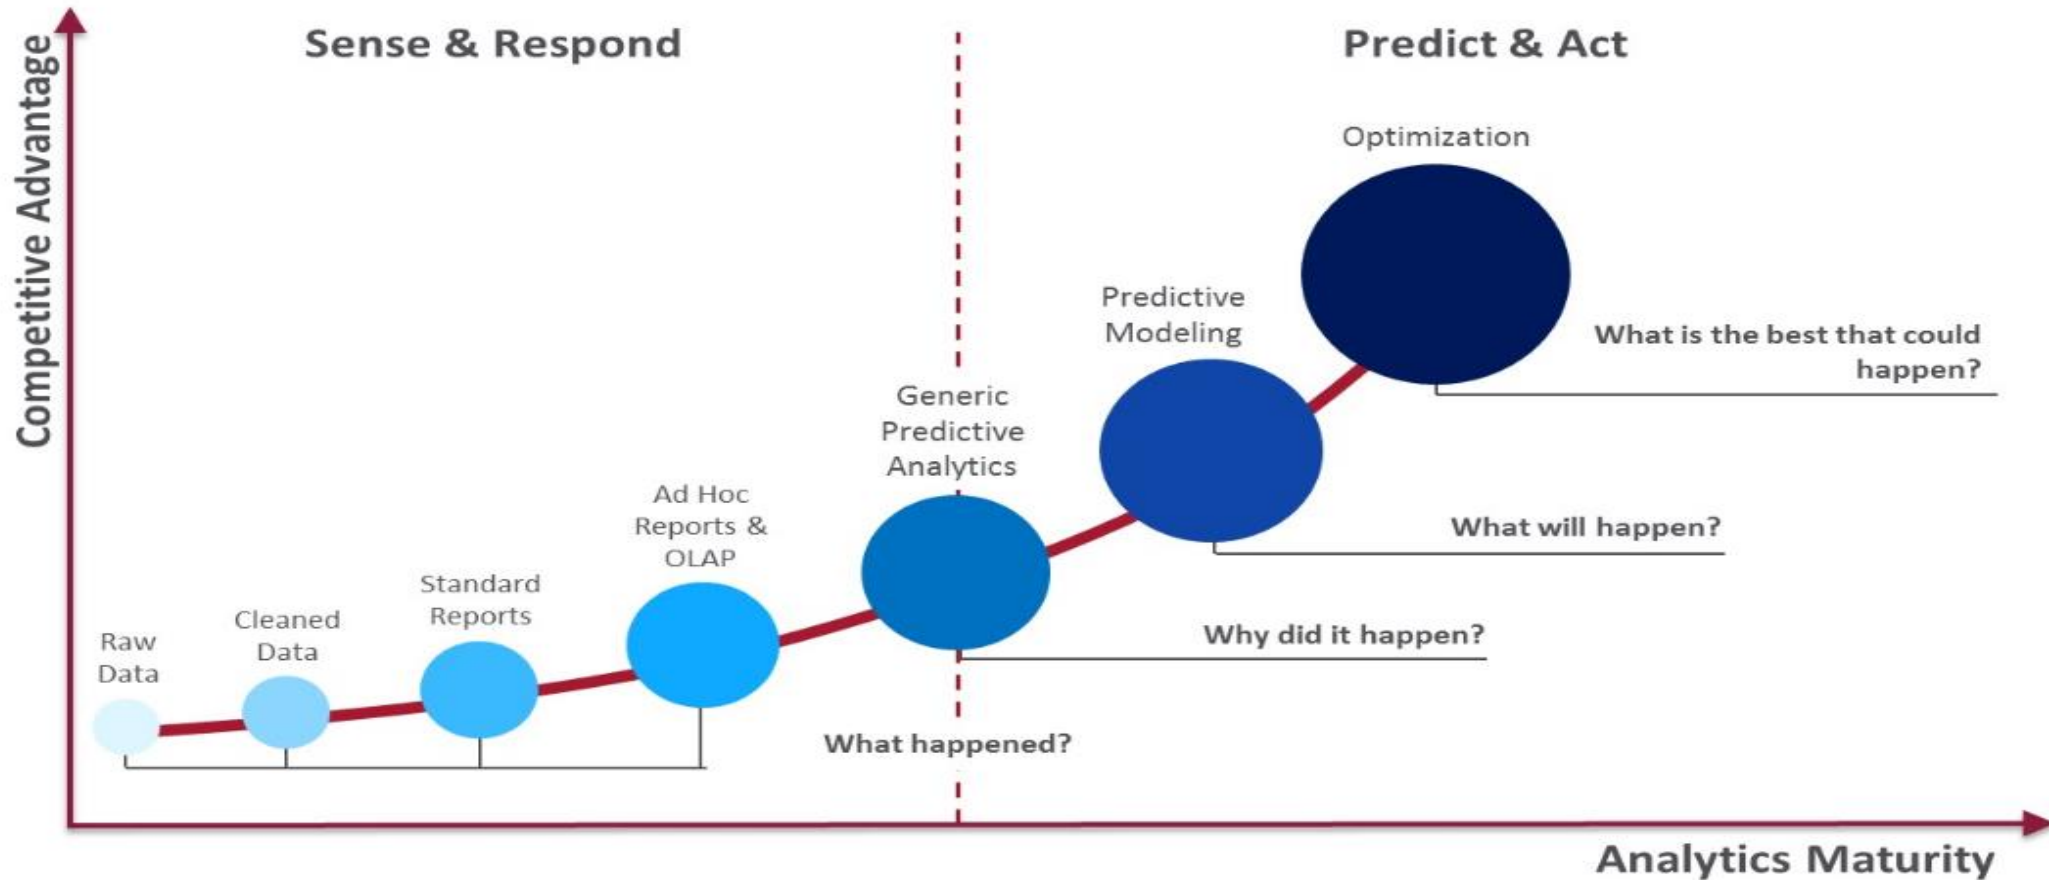 Sense & Respond
Predict & Act
Competitive Advantage
Optimization
What is the best that could
happen?
Predictive
Modeling
What will happen?
Generic
Predictive
Analytics
Why did it happen?
Ad Hoc
Reports &
OLAP
Standard
Reports
Cleaned
Data
Raw
Data
What happened?
Analytics Maturity